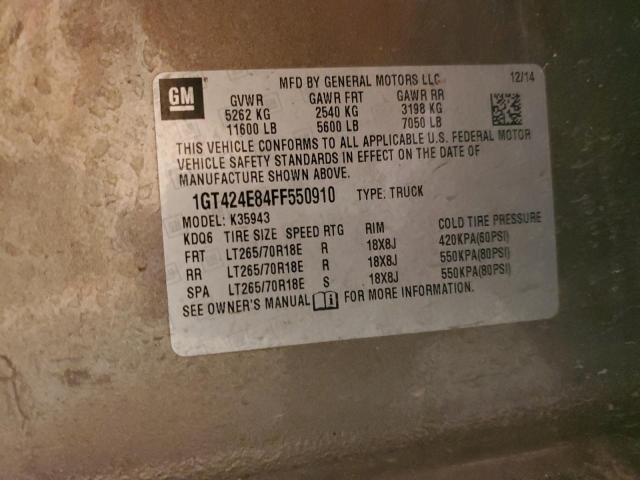 GM
MFD BY GENERAL MOTORS LLC 12/14
GVWR GAWR FRT GAWR RR
5262 KG 2540 KG 3198 KG
11600 LB 5600 LB 7050 LB
THIS VEHICLE CONFORMS TO ALL APPLICABLE U.S. FEDERAL MOTOR
VEHICLE SAFETY STANDARDS IN EFFECT ON THE DATE OF
MANUFACTURE SHOWN ABOVE.
1GT424E84FF550910 TYPE: TRUCK
MODEL: K35943
KDQ6 TIRE SIZE SPEED RTG RIM COLD TIRE PRESSURE
FRT LT265/70R18E R 18X8J 420KPA(60PSI)
RR LT265/70R18E R 18X8J 550KPA(80PSI)
SPA LT265/70R18E S 18X8J 550KPA(80PSI)
SEE OWNER'S MANUAL FOR MORE INFORMATION.